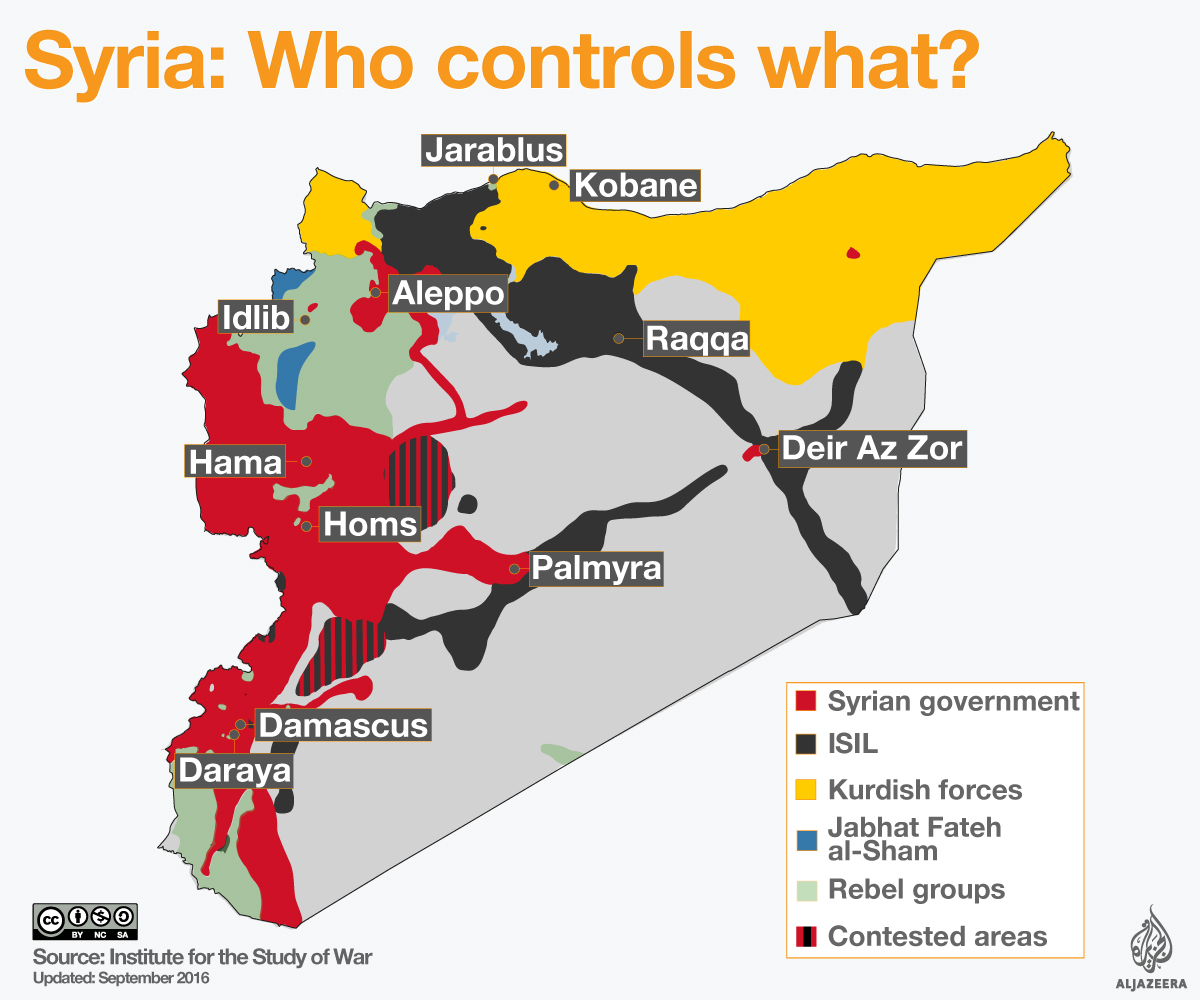 Syria: Who controls what?
Jarablus
Kobane
Aleppo
Idlib
Raqqa
Hama
Deir Az Zor
Homs
Palmyra
Damascus
Daraya
Syrian government
ISIL
Kurdish forces
Jabhat Fateh
al-Sham
Rebel groups
Contested areas
cc
BY NC SA
Source: Institute for the Study of War
Updated: September 2016
ALJAZEERA